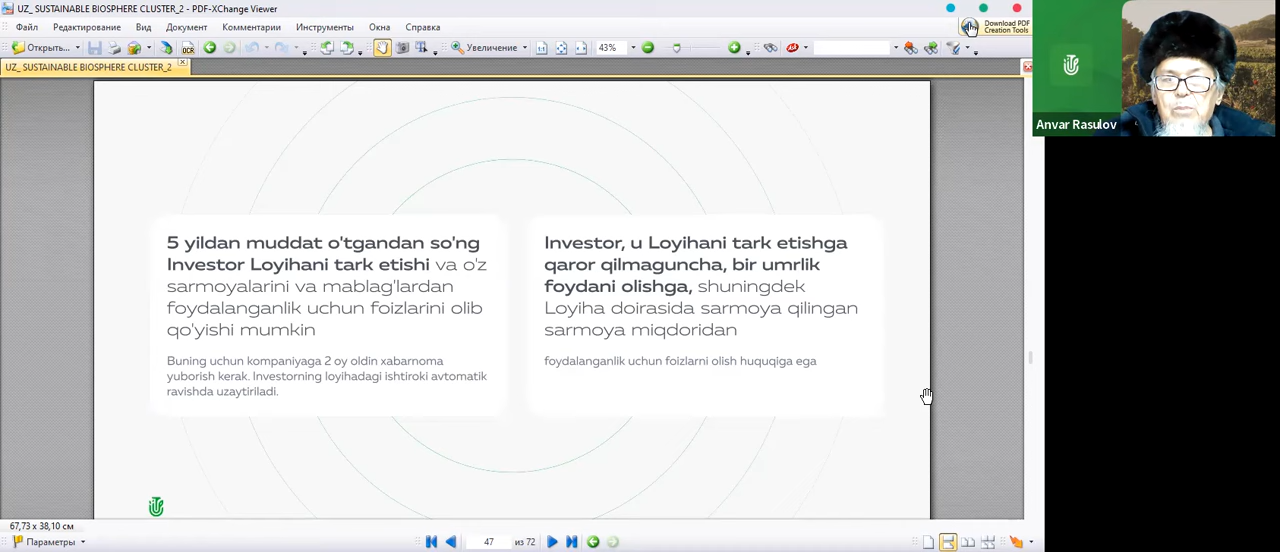 UZ_ SUSTAINABLE BIOSPHERE CLUSTER_2 - PDF-XChange Viewer
Файл Редактирование Вид Документ Комментарии Инструменты Окна Справка
Download PDF
Creation Tools
Открыть...
OCR
Увеличение
43%
UZ_ SUSTAINABLE BIOSPHERE CLUSTER_2
Anvar Rasulov
5 yildan muddat o'tgandan so'ng
Investor Loyihani tark etishi va o'z
sarmoyalarini va mablag'lardan
foydalanganlik uchun foizlarini olib
qo'yishi mumkin
Buning uchun kompaniyaga 2 oy oldin xabarnoma
yuborish kerak. Investorning loyihadagi ishtiroki avtomatik
ravishda uzaytiriladi.
Investor, u Loyihani tark etishga
qaror qilmaguncha, bir umrlik
foydani olishga, shuningdek
Loyiha doirasida sarmoya qilingan
sarmoya miqdoridan
foydalanganlik uchun foizlarni olish huquqiga ega
67,73 x 38,10 см
Параметры
47 из 72